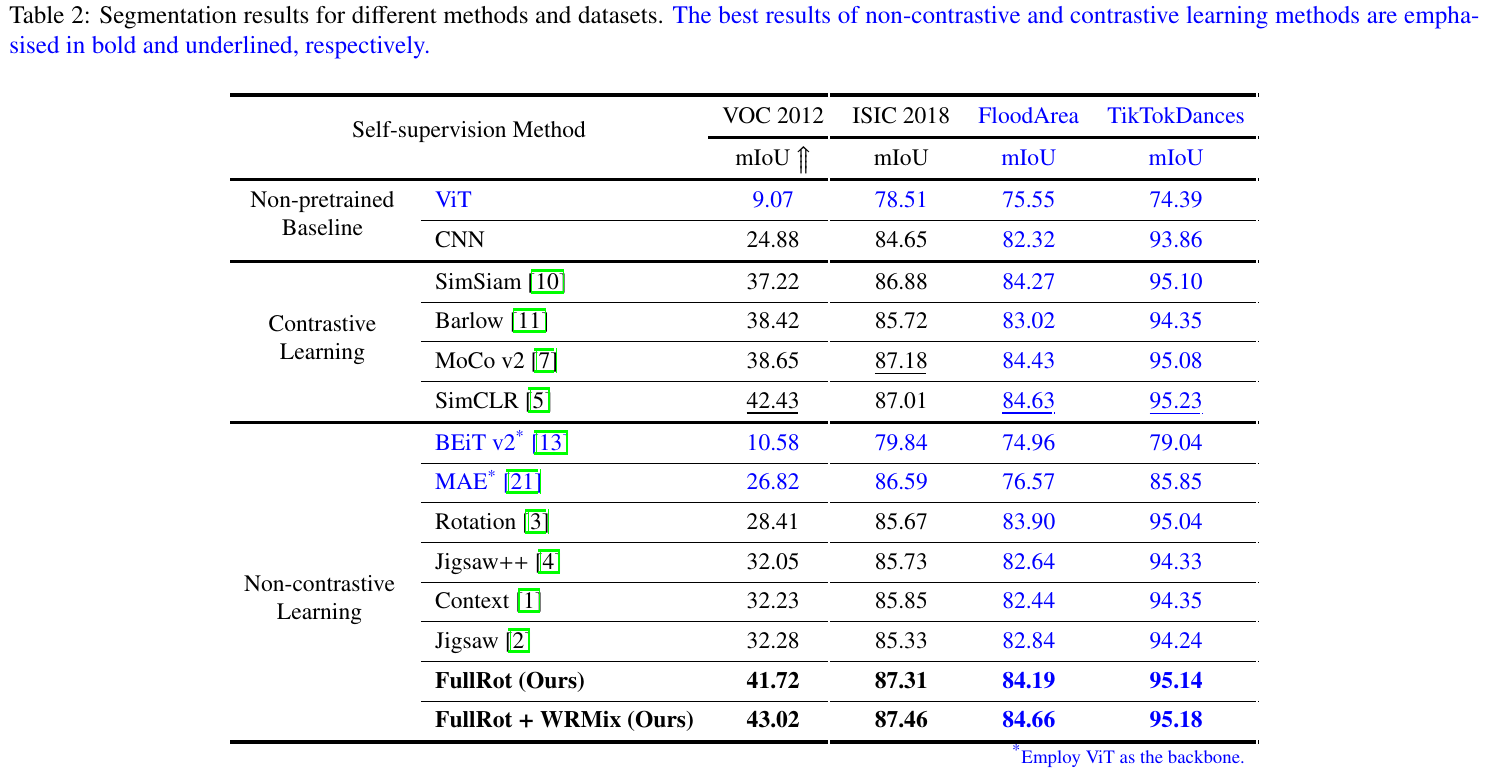 Table 2: Segmentation results for different methods and datasets. The best results of non-contrastive and contrastive learning methods are empha-
sised in bold and underlined, respectively.
Self-supervision Method VOC 2012 ISIC 2018 FloodArea TikTokDances
mIoU ⇑ mIoU mIoU mIoU
Non-pretrained Baseline ViT 9.07 78.51 75.55 74.39
CNN 24.88 84.65 82.32 93.86
Contrastive Learning SimSiam [10] 37.22 86.88 84.27 95.10
Barlow [11] 38.42 85.72 83.02 94.35
MoCo v2 [7] 38.65 87.18 84.43 95.08
SimCLR [5] 42.43 87.01 84.63 95.23
Non-contrastive Learning BEiT v2* [13] 10.58 79.84 74.96 79.04
MAE* [21] 26.82 86.59 76.57 85.85
Rotation [3] 28.41 85.67 83.90 95.04
Jigsaw++ [4] 32.05 85.73 82.64 94.33
Context [1] 32.23 85.85 82.44 94.35
Jigsaw [2] 32.28 85.33 82.84 94.24
FullRot (Ours) 41.72 87.31 84.19 95.14
FullRot + WRMix (Ours) 43.02 87.46 84.66 95.18
*Employ ViT as the backbone.